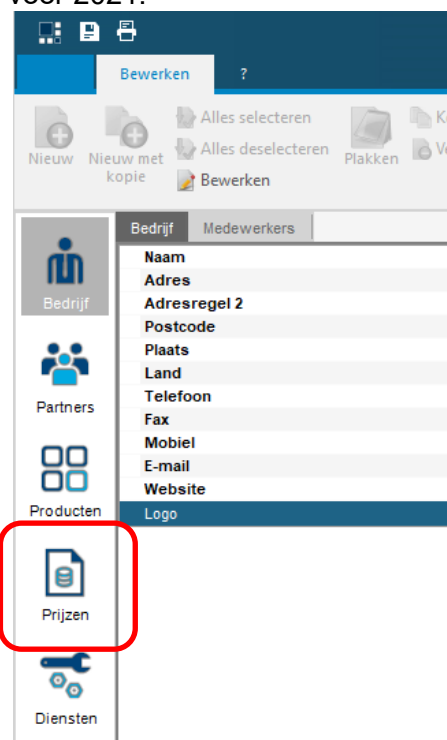 voor 2021.
Bewerken ?
Nieuw
Nieuw met
kopie
Alles selecteren
Alles deselecteren
Bewerken
Plakken
Bedrijf Medewerkers
Naam
Adres
Adresregel 2
Postcode
Plaats
Land
Telefoon
Fax
Mobiel
E-mail
Website
Logo
Bedrijf
Partners
Producten
Prijzen
Diensten